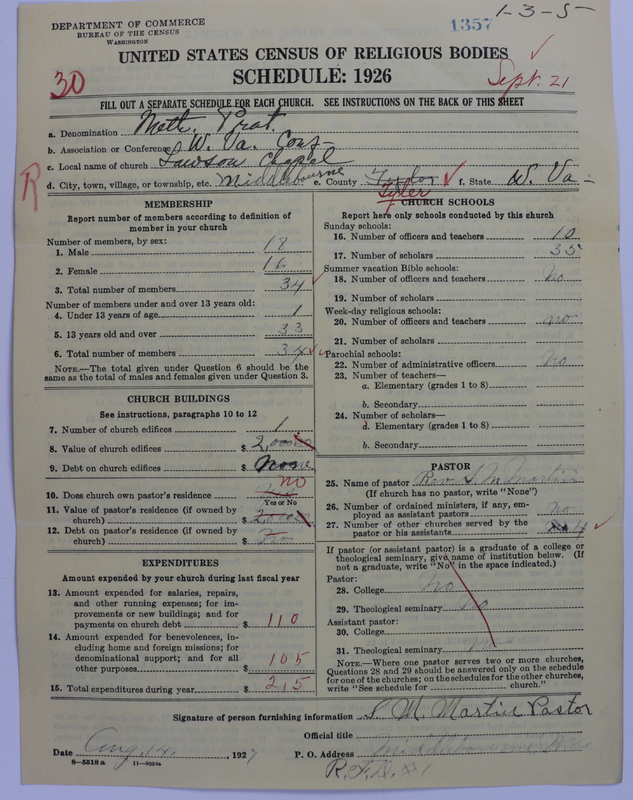 DEPARTMENT OF COMMERCE
BUREAU OF THE CENSUS
WASHINGTON
1357
1-3-5-
UNITED STATES CENSUS OF RELIGIOUS BODIES
SCHEDULE: 1926
30
Sept. 21
FILL OUT A SEPARATE SCHEDULE FOR EACH CHURCH. SEE INSTRUCTIONS ON THE BACK OF THIS SHEET
a. Denomination Meth. Prot.
b. Association or Conference W. Va. Conf
c. Local name of church Lawson Chapel
d. City, town, village, or township, etc. Middlebourne e. County Tyler f. State W. Va
Tyler
R
MEMBERSHIP
Report number of members according to definition of member in your church
Number of members, by sex:
1. Male 18
2. Female 16
3. Total number of members 34
Number of members under and over 13 years old:
4. Under 13 years of age 1
5. 13 years old and over 33
6. Total number of members 34
NOTE.—The total given under Question 6 should be the same as the total of males and females given under Question 3.
CHURCH BUILDINGS
See instructions, paragraphs 10 to 12
7. Number of church edifices 1
8. Value of church edifices $ 2,000
9. Debt on church edifices $ None
no
10. Does church own pastor's residence
Yes or No
11. Value of pastor's residence (if owned by church) $ 2,000
12. Debt on pastor's residence (if owned by church) $
EXPENDITURES
Amount expended by your church during last fiscal year
13. Amount expended for salaries, repairs, and other running expenses; for improvements or new buildings; and for payments on church debt $ 110
14. Amount expended for benevolences, including home and foreign missions; for denominational support; and for all other purposes $ 105
15. Total expenditures during year $ 215
CHURCH SCHOOLS
Report here only schools conducted by this church
Sunday schools:
16. Number of officers and teachers 10
17. Number of scholars 35
Summer vacation Bible schools:
18. Number of officers and teachers no
19. Number of scholars
Week-day religious schools:
20. Number of officers and teachers no
21. Number of scholars
Parochial schools:
22. Number of administrative officers no
23. Number of teachers—
a. Elementary (grades 1 to 8)
b. Secondary
24. Number of scholars—
a. Elementary (grades 1 to 8)
b. Secondary
PASTOR
25. Name of pastor Rev. S. M. Martin
(If church has no pastor, write "None")
26. Number of ordained ministers, if any, employed as assistant pastors no
27. Number of other churches served by the pastor or his assistants 4
If pastor (or assistant pastor) is a graduate of a college or theological seminary, give name of institution below. (If not a graduate, write "No" in the space indicated.)
Pastor:
28. College no
29. Theological seminary no
Assistant pastor:
30. College
31. Theological seminary
NOTE.—Where one pastor serves two or more churches, Questions 28 and 29 should be answered only on the schedule for one of the churches; on the schedules for the other churches, write "See schedule for church."
Signature of person furnishing information S. M. Martin Pastor
Official title
Date Aug. 14, 1927 P. O. Address Middlebourne
8—5518 a 11—9034a
R.F.D. #1